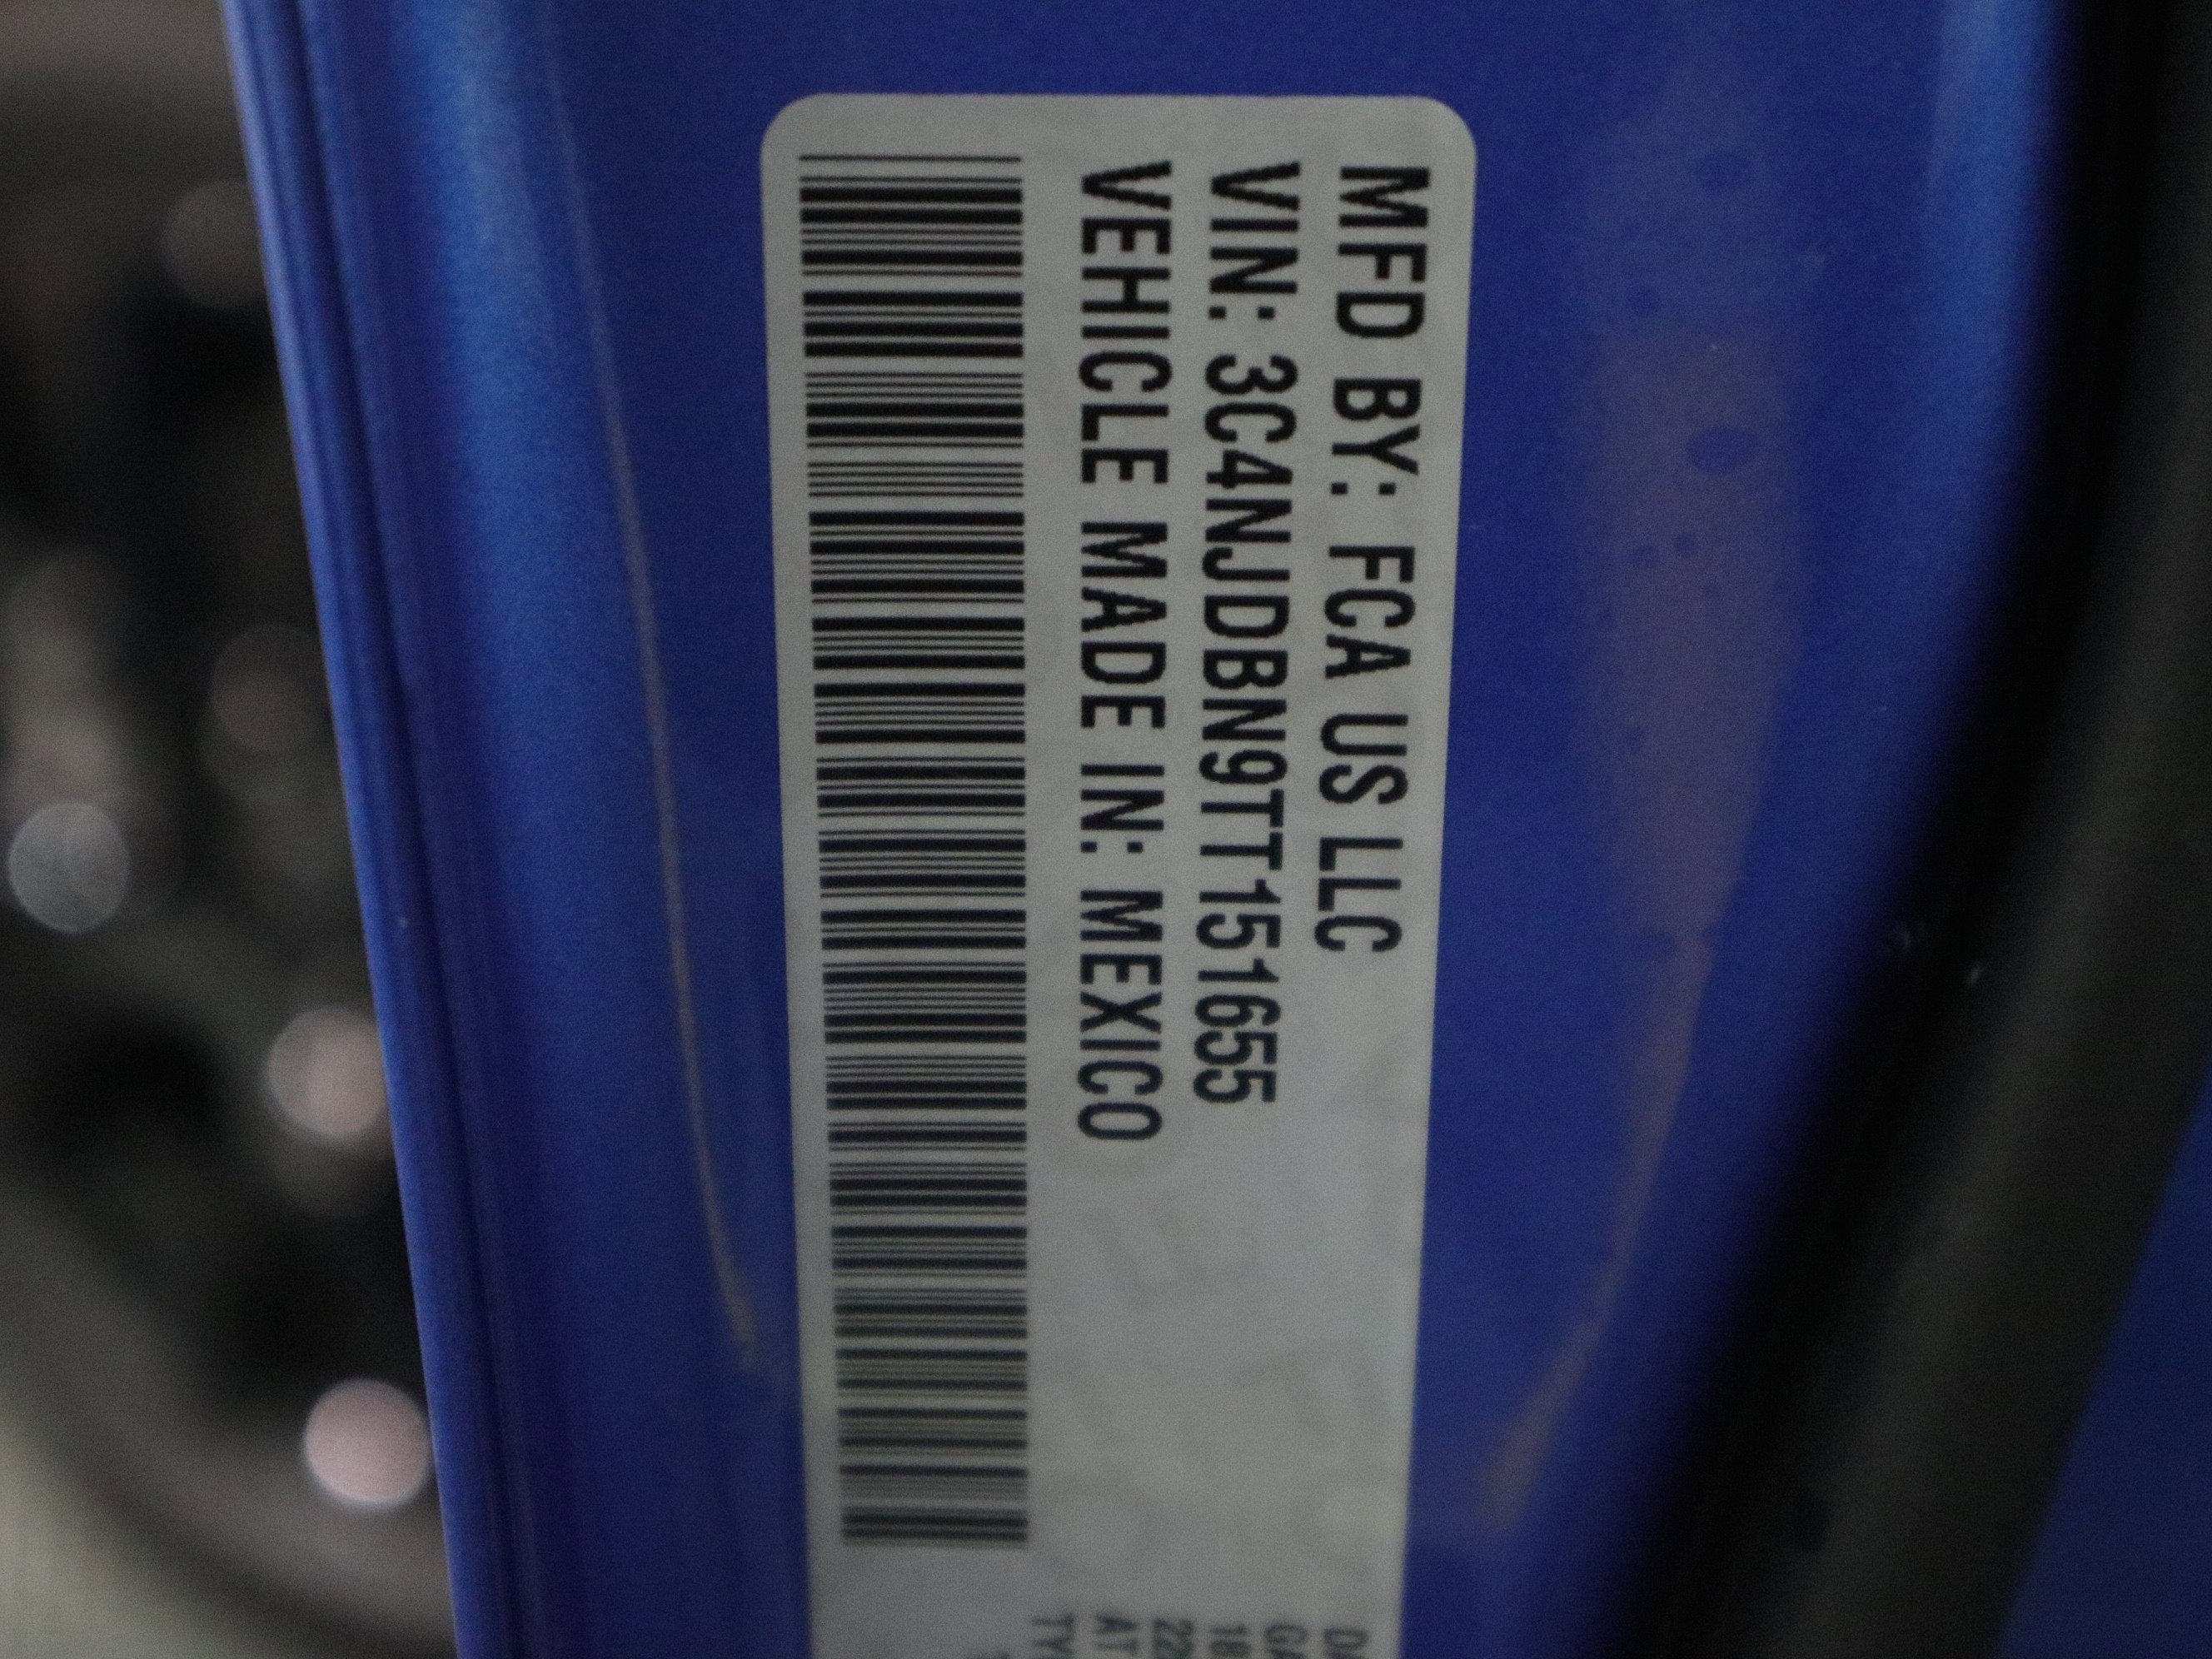 MFD BY: FCA US LLC
VIN: 3C4NJDBN9TT151655
VEHICLE MADE IN: MEXICO